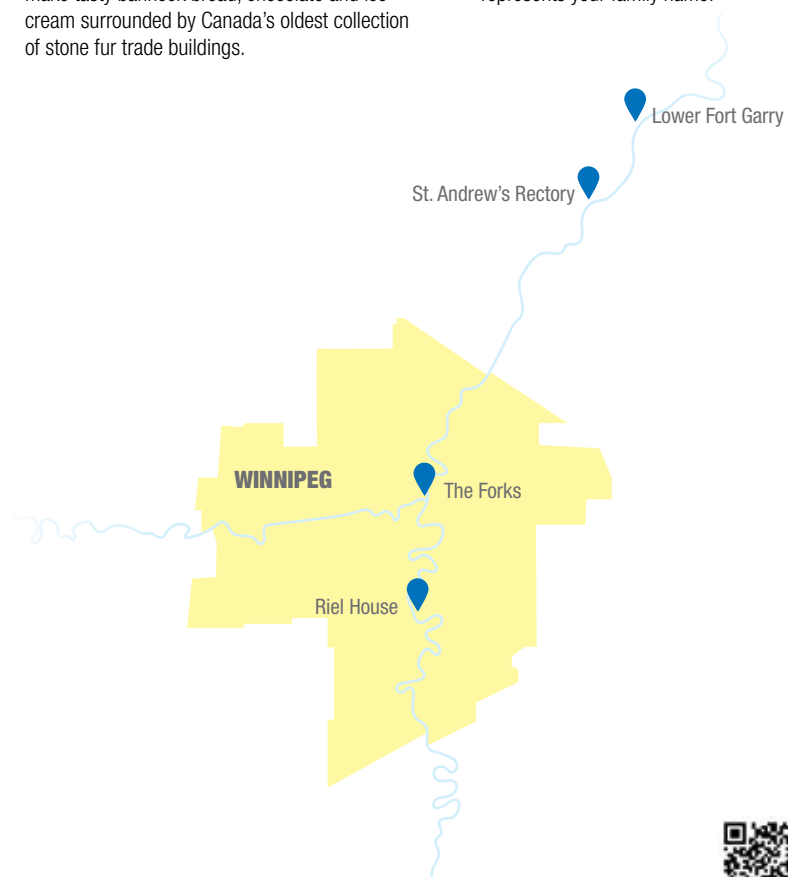 cream surrounded by Canada's oldest collection
of stone fur trade buildings.
Lower Fort Garry
St. Andrew's Rectory
WINNIPEG
The Forks
Riel House